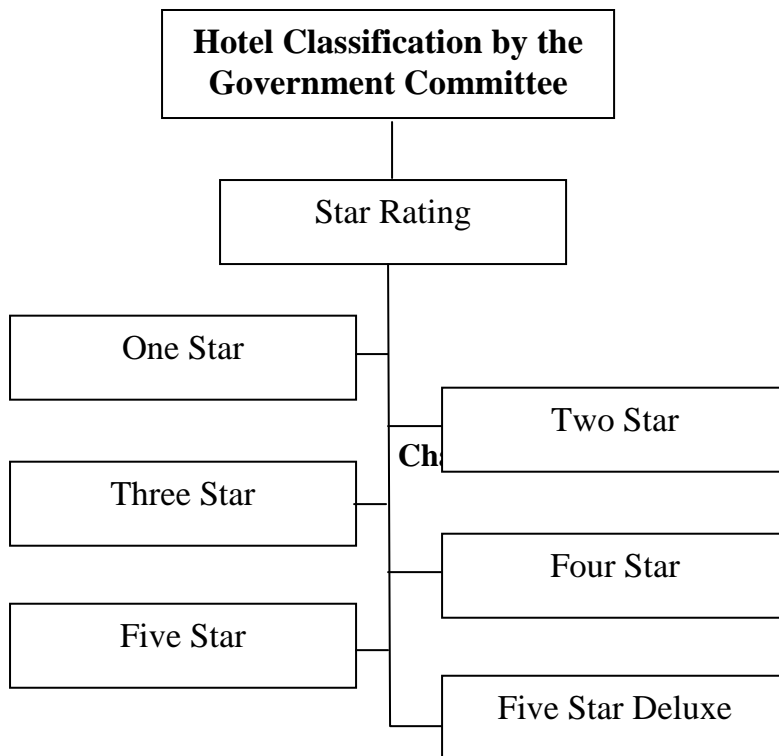 Hotel Classification by the
Government Committee
Star Rating
One Star
Two Star
Three Star
Four Star
Five Star
Five Star Deluxe